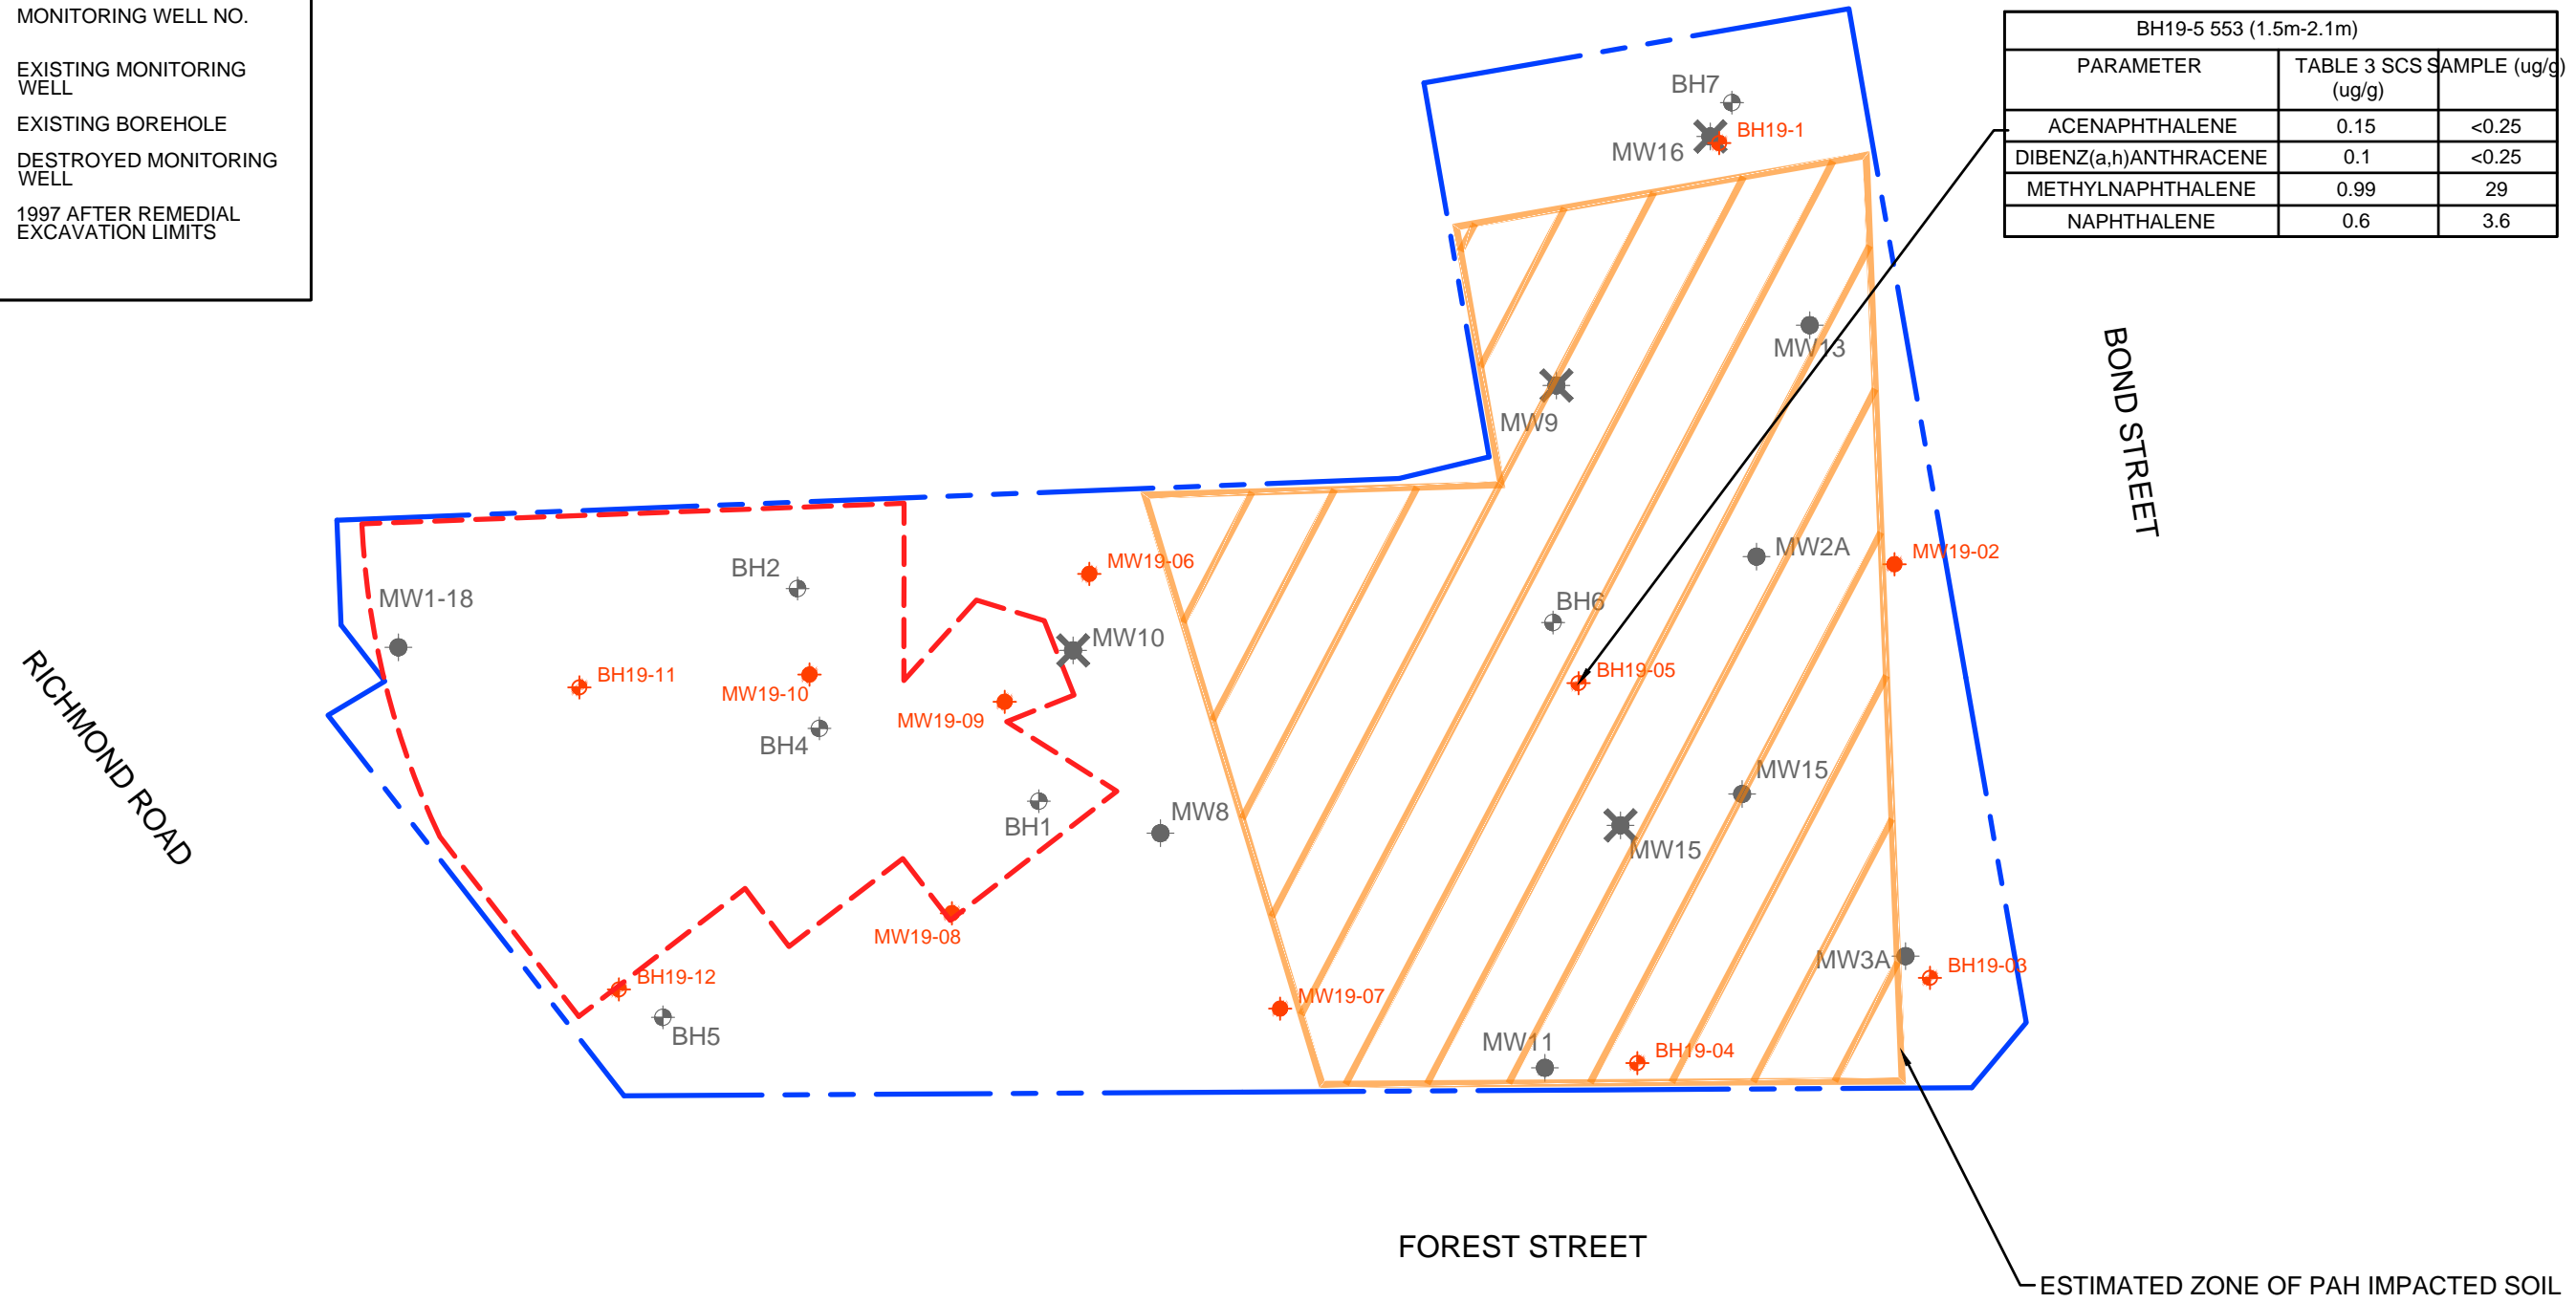 MONITORING WELL NO.
EXISTING MONITORING
WELL
EXISTING BOREHOLE
DESTROYED MONITORING
WELL
1997 AFTER REMEDIAL
EXCAVATION LIMITS
BH19-5 553 (1.5m-2.1m)
PARAMETER TABLE 3 SCS SAMPLE (ug/g)
(ug/g)
ACENAPHTHALENE 0.15 <0.25
DIBENZ(a,h)ANTHRACENE 0.1 <0.25
METHYLNAPHTHALENE 0.99 29
NAPHTHALENE 0.6 3.6
BH7
BH19-1
MW16
MW13
MW9
BOND STREET
MW2A
MW19-02
MW19-06
BH2
MW1-18
BH6
MW10
BH19-05
BH19-11
MW19-10
MW19-09
BH4
RICHMOND ROAD
MW15
MW8
BH1
MW15
MW19-08
MW3A
BH19-03
BH19-12
MW19-07
BH5
MW11
BH19-04
FOREST STREET
ESTIMATED ZONE OF PAH IMPACTED SOIL